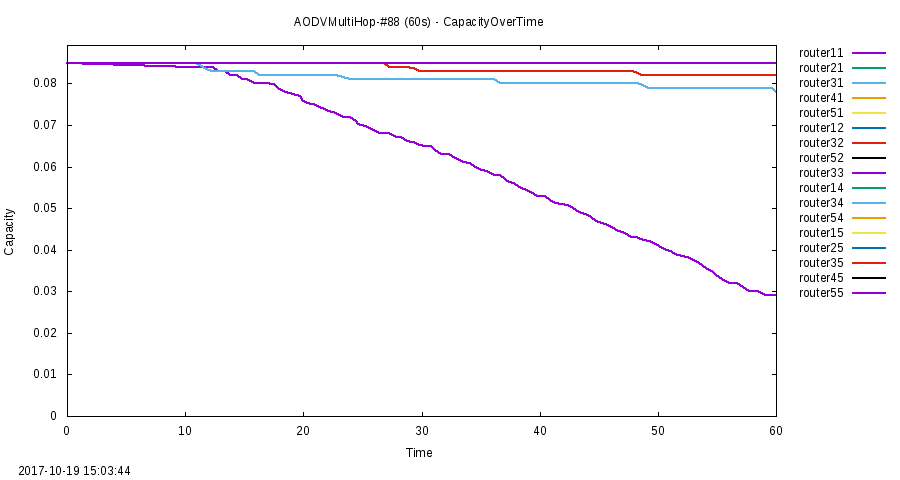 AODVMultiHop-#88 (60s) - CapacityOverTime
router11
router21
router31
router41
router51
router12
router32
router52
router33
router14
router34
router54
router15
router25
router35
router45
router55
Capacity
0.08
0.07
0.06
0.05
0.04
0.03
0.02
0.01
0
0 10 20 30 40 50 60
Time
2017-10-19 15:03:44